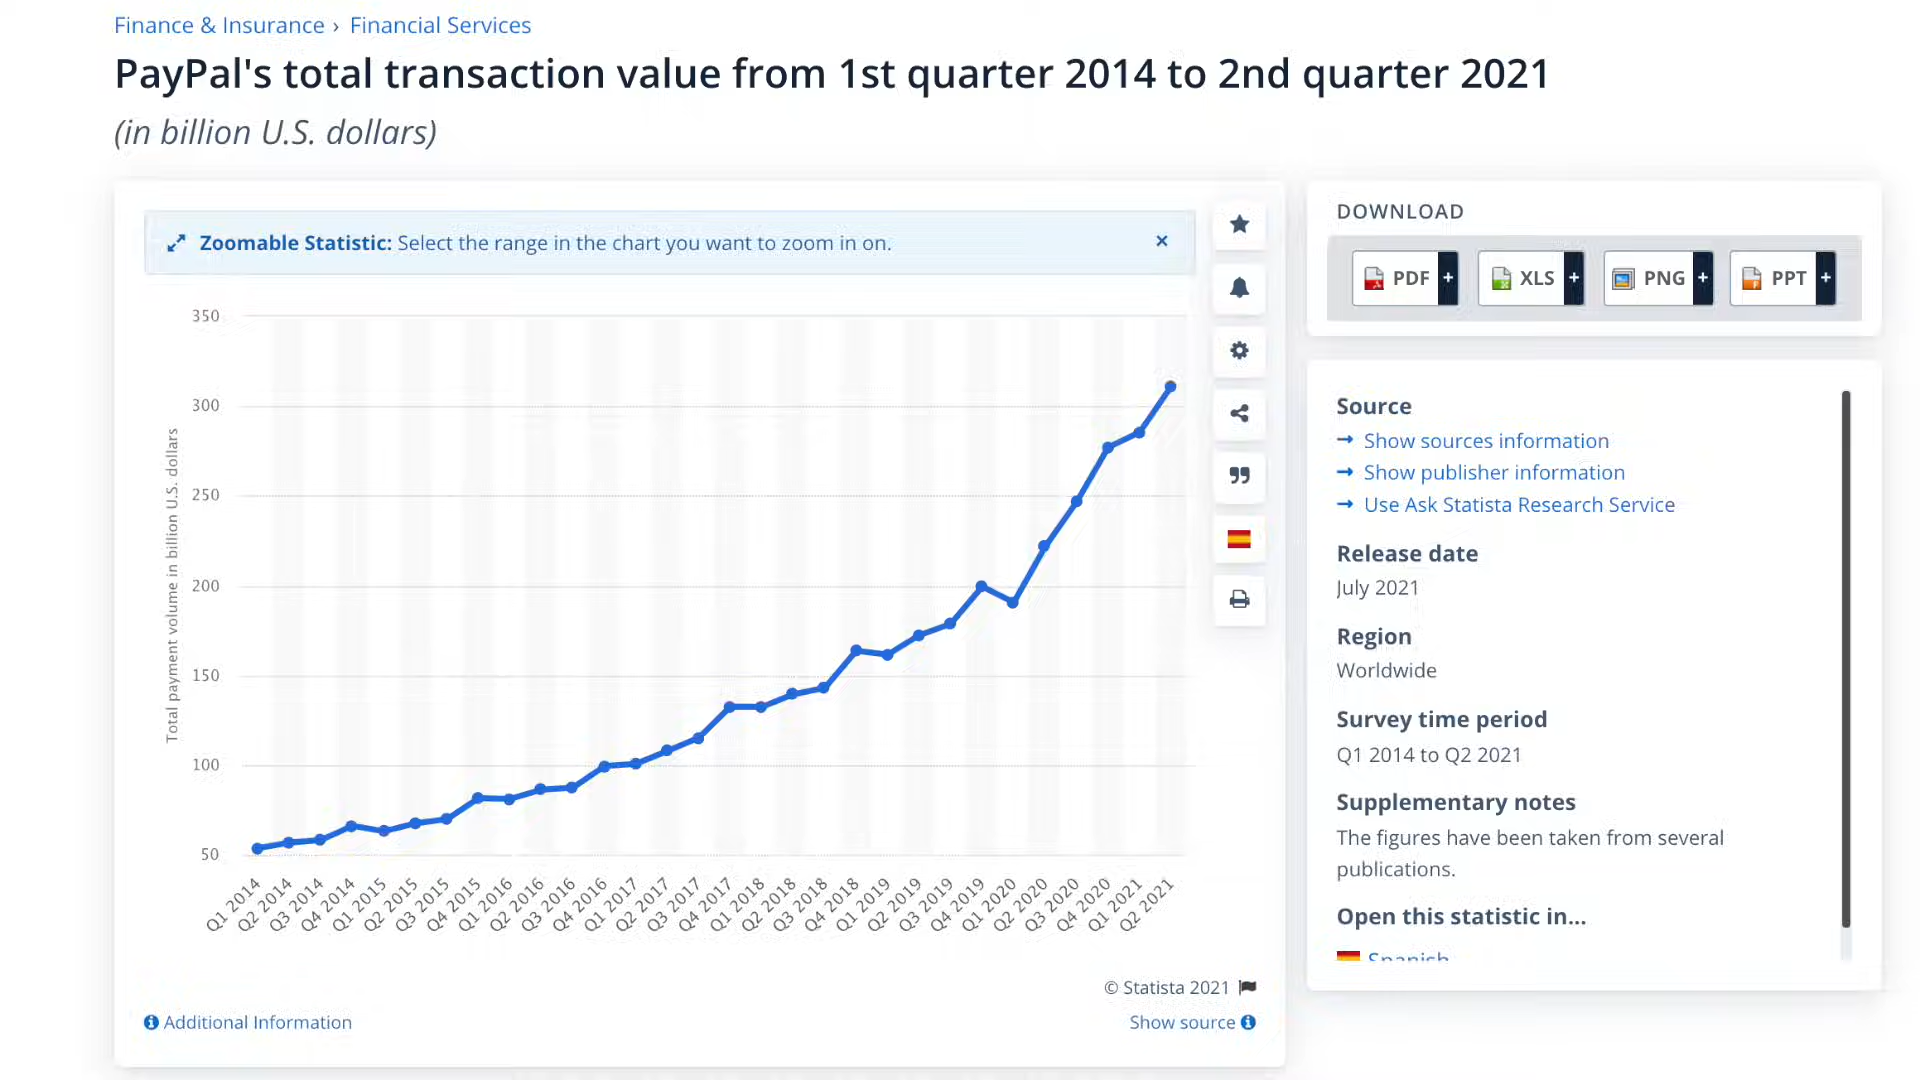 Finance & Insurance › Financial Services
PayPal's total transaction value from 1st quarter 2014 to 2nd quarter 2021
(in billion U.S. dollars)
Zoomable Statistic: Select the range in the chart you want to zoom in on.
×
350
300
250
200
150
100
50
Total payment volume in billion U.S. dollars
Q1 2014
Q2 2014
Q3 2014
Q4 2014
Q1 2015
Q2 2015
Q3 2015
Q4 2015
Q1 2016
Q2 2016
Q3 2016
Q4 2016
Q1 2017
Q2 2017
Q3 2017
Q4 2017
Q1 2018
Q2 2018
Q3 2018
Q4 2018
Q1 2019
Q2 2019
Q3 2019
Q4 2019
Q1 2020
Q2 2020
Q3 2020
Q4 2020
Q1 2021
Q2 2021
© Statista 2021
Additional Information
Show source
DOWNLOAD
PDF + XLS + PNG + PPT +
Source
→ Show sources information
→ Show publisher information
→ Use Ask Statista Research Service
Release date
July 2021
Region
Worldwide
Survey time period
Q1 2014 to Q2 2021
Supplementary notes
The figures have been taken from several
publications.
Open this statistic in...
Spanish